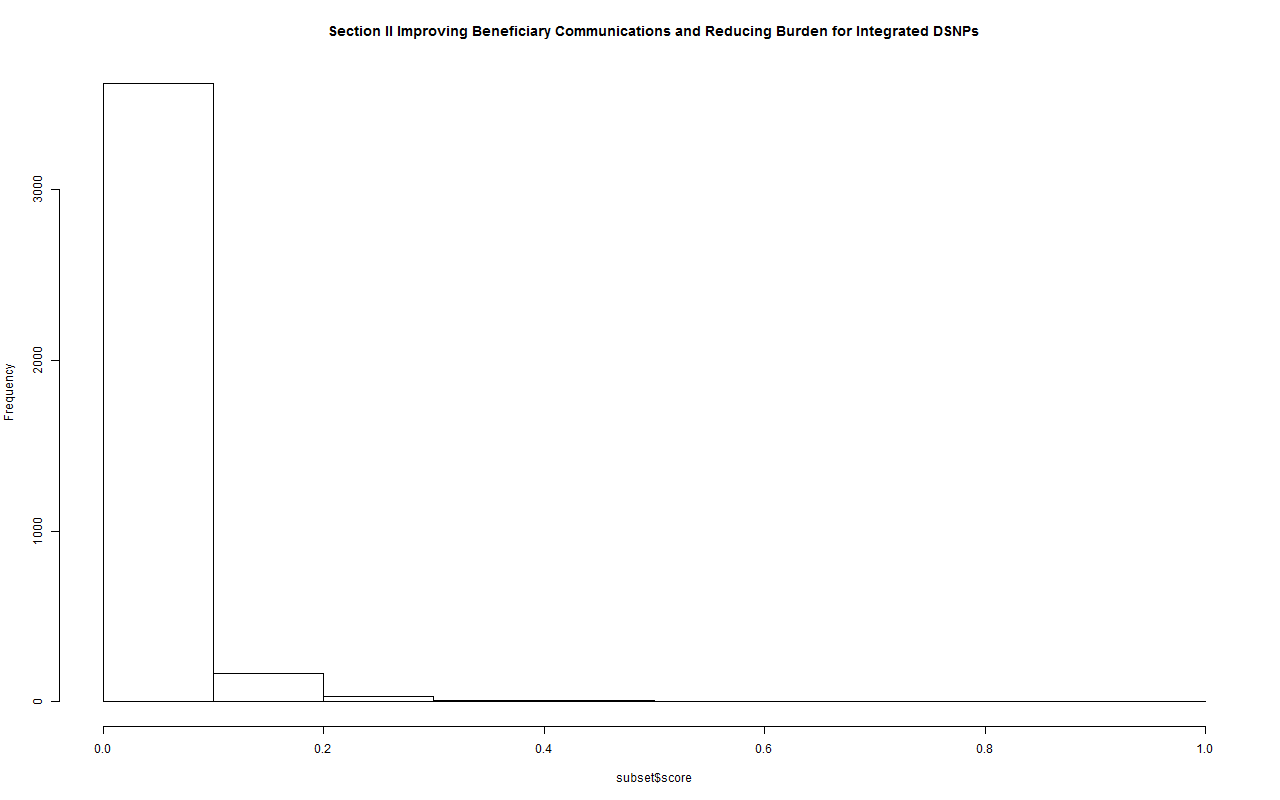 Section II Improving Beneficiary Communications and Reducing Burden for Integrated DSNPs
Frequency
3000
2000
1000
0
0.0 0.2 0.4 0.6 0.8 1.0
subset$score